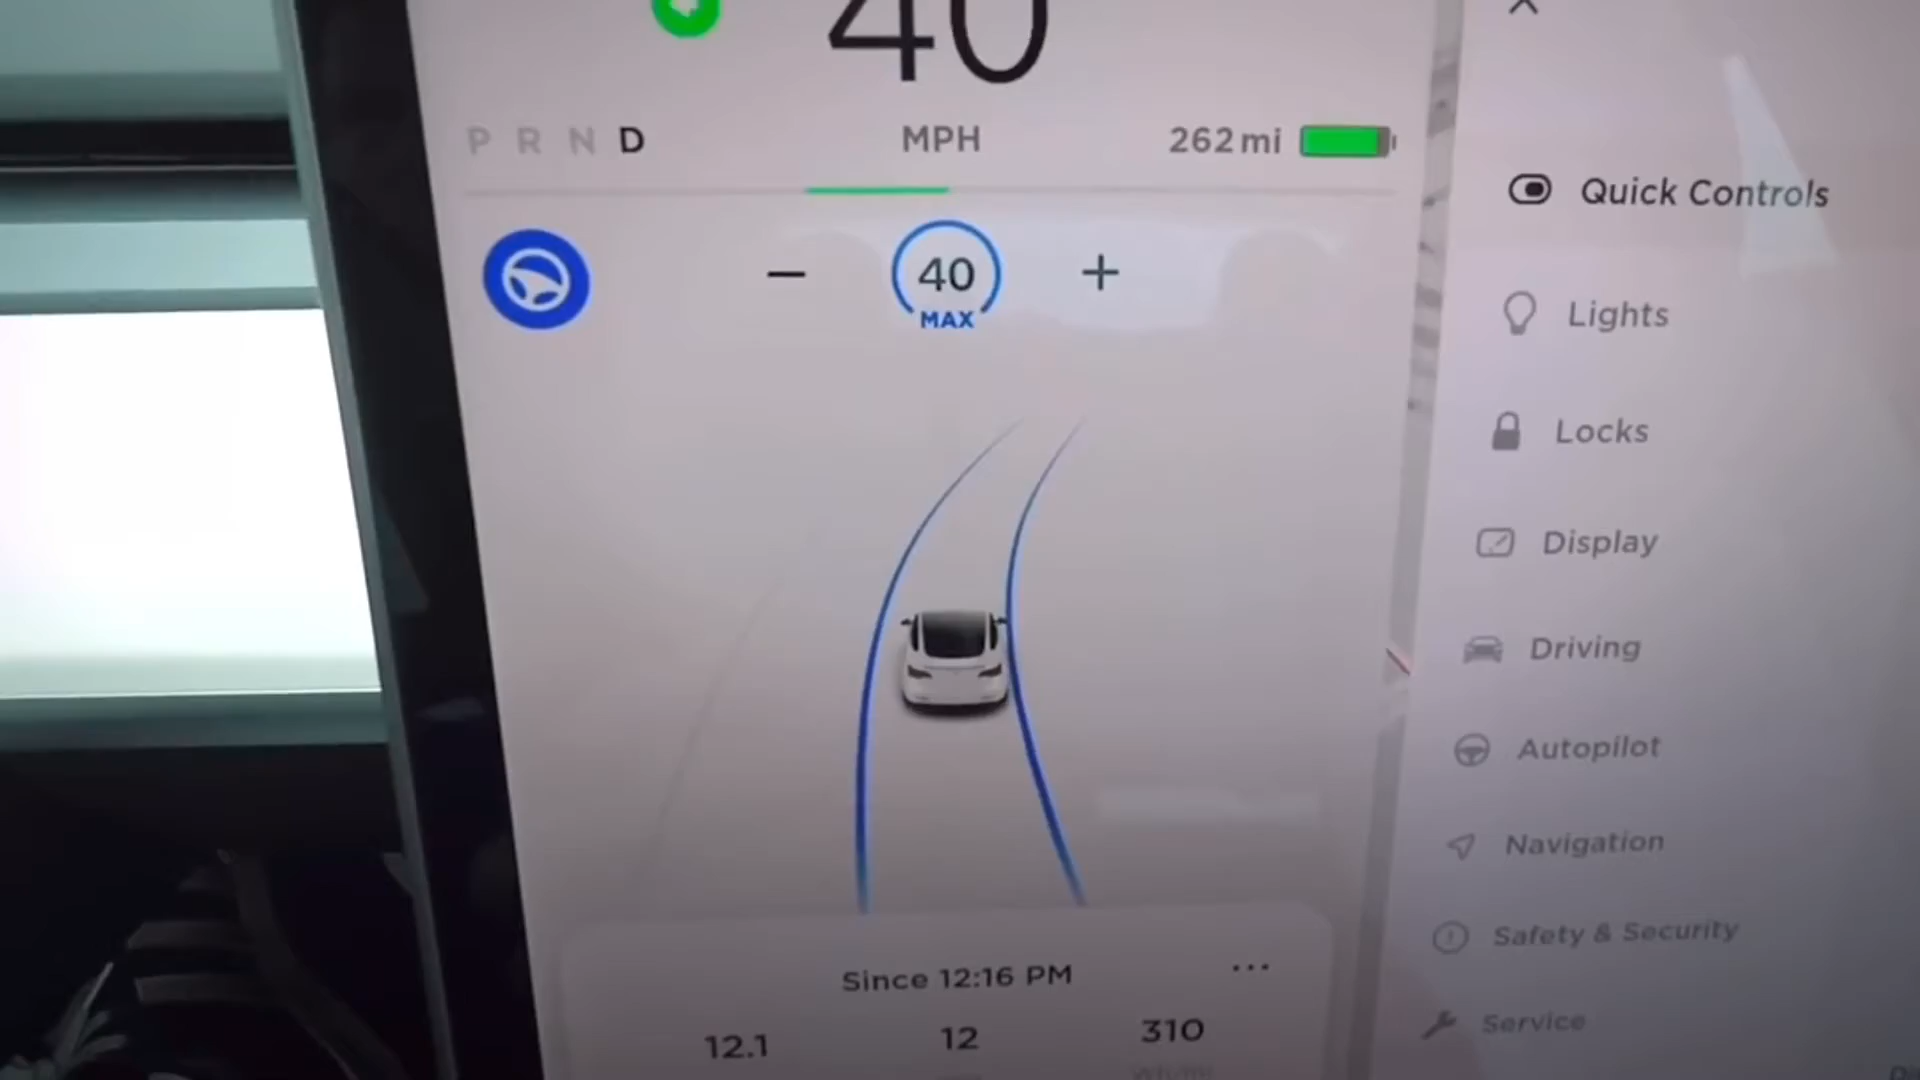 40
P R N D
MPH
262 mi
40
MAX
Since 12:16 PM
12.1
12
310
Quick Controls
Lights
Locks
Display
Driving
Autopilot
Navigation
Safety & Security
Service